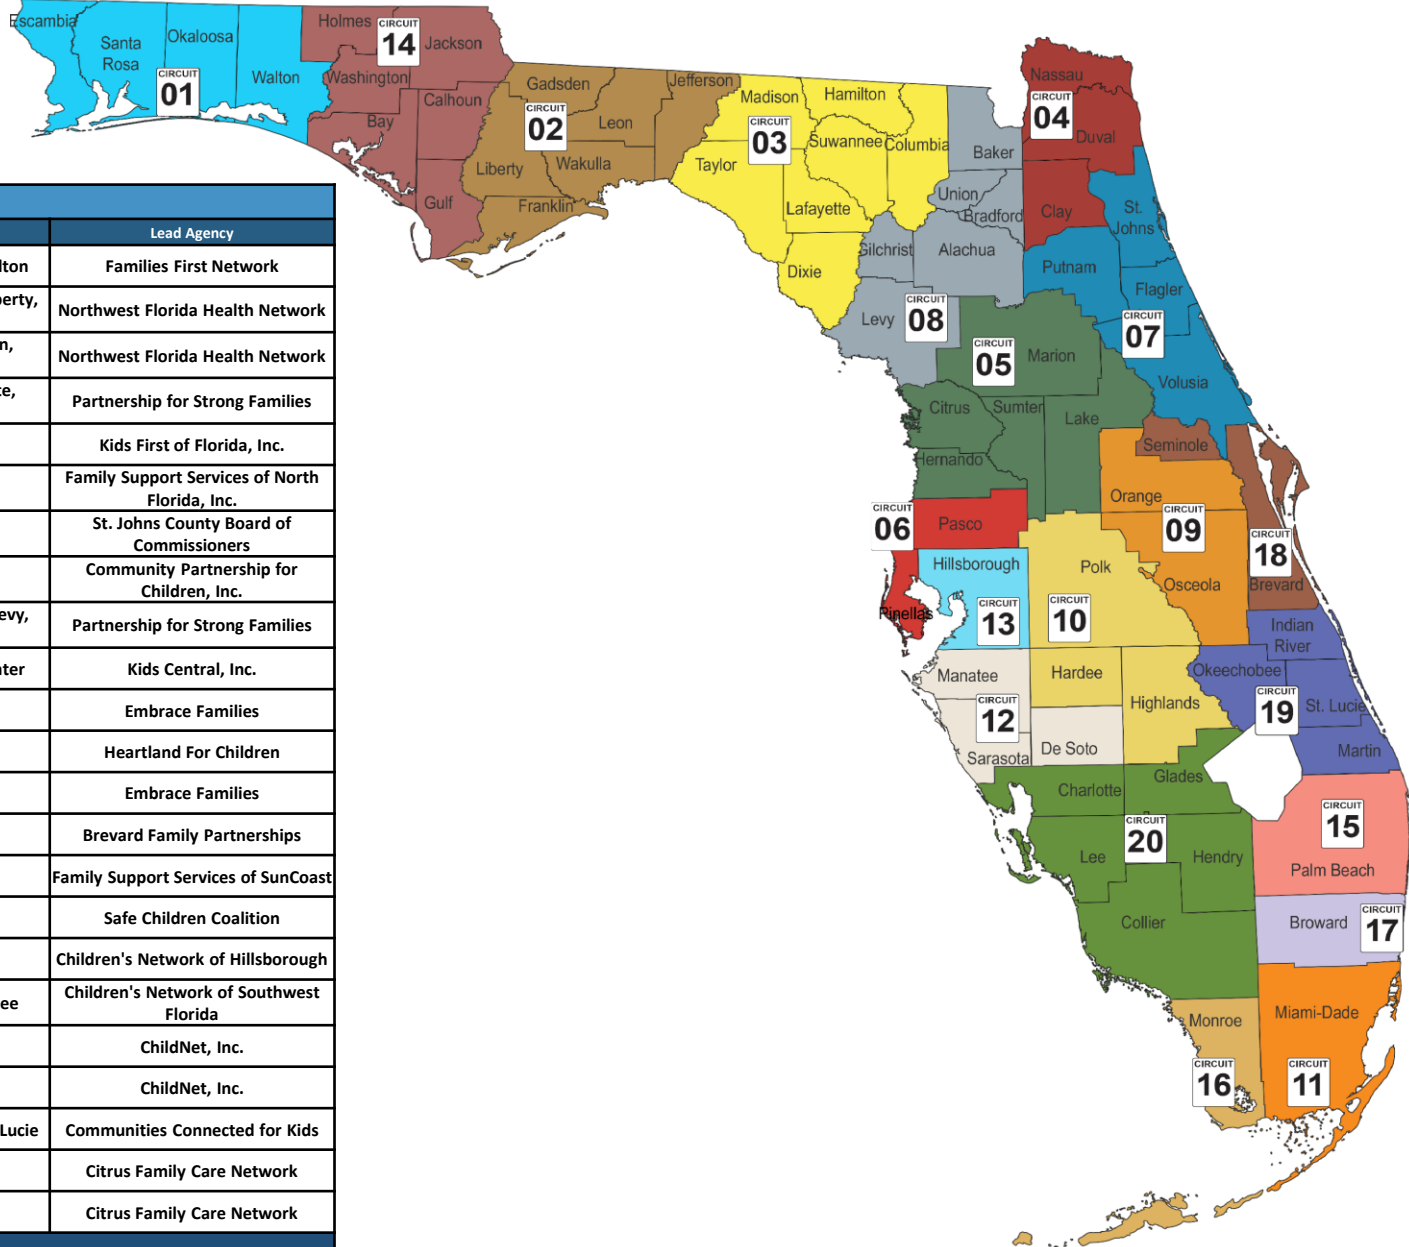 Lead Agency
lton Families First Network
perty, Northwest Florida Health Network
n, Northwest Florida Health Network
te, Partnership for Strong Families
Kids First of Florida, Inc.
Family Support Services of North
Florida, Inc.
St. Johns County Board of
Commissioners
Community Partnership for
Children, Inc.
evy, Partnership for Strong Families
nter Kids Central, Inc.
Embrace Families
Heartland For Children
Embrace Families
Brevard Family Partnerships
Family Support Services of SunCoast
Safe Children Coalition
Children's Network of Hillsborough
ee Children's Network of Southwest
Florida
ChildNet, Inc.
ChildNet, Inc.
Lucie Communities Connected for Kids
Citrus Family Care Network
Citrus Family Care Network
Escambia
Santa
Rosa
Okaloosa
Walton
CIRCUIT
01
Holmes
Jackson
Washington
Calhoun
Bay
Gulf
CIRCUIT
14
Gadsden
Jefferson
Leon
Liberty
Wakulla
Franklin
CIRCUIT
02
Madison
Hamilton
Suwannee
Columbia
Taylor
Lafayette
Dixie
CIRCUIT
03
Nassau
Duval
Clay
CIRCUIT
04
Baker
Union
Bradford
Gilchrist
Alachua
Levy
CIRCUIT
08
St.
Johns
Putnam
Flagler
Volusia
CIRCUIT
07
Marion
Citrus
Sumter
Lake
Hernando
CIRCUIT
05
Seminole
Brevard
CIRCUIT
18
Orange
Osceola
CIRCUIT
09
Pasco
Pinellas
CIRCUIT
06
Hillsborough
CIRCUIT
13
Polk
Hardee
Highlands
CIRCUIT
10
Manatee
Sarasota
De Soto
CIRCUIT
12
Indian
River
Okeechobee
St. Lucie
Martin
CIRCUIT
19
Charlotte
Glades
Lee
Hendry
Collier
CIRCUIT
20
CIRCUIT
15
Palm Beach
Broward
CIRCUIT
17
Monroe
CIRCUIT
16
Miami-Dade
CIRCUIT
11